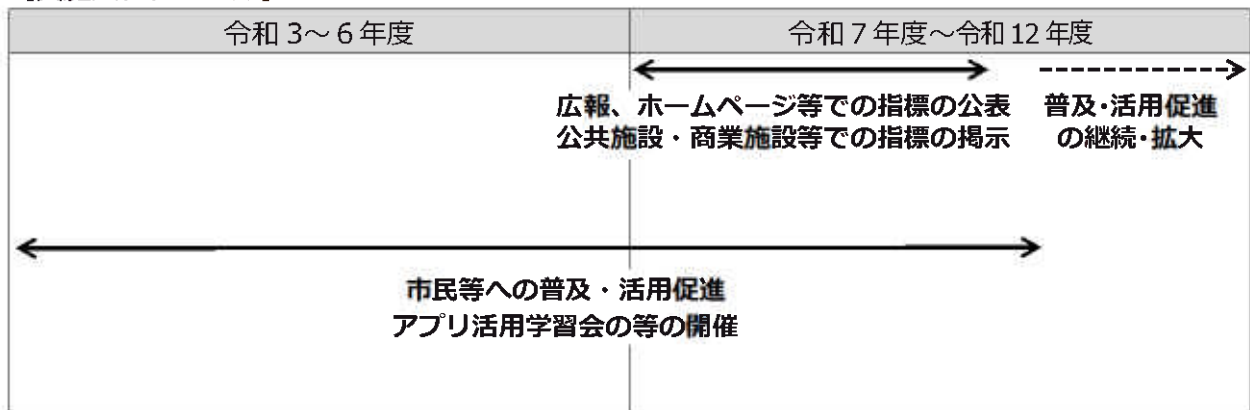 令和 3～6 年度
令和 7 年度～令和 12 年度
広報、ホームページ等での指標の公表
公共施設・商業施設等での指標の掲示
普及・活用促進
の継続・拡大
市民等への普及・活用促進
アプリ活用学習会の等の開催